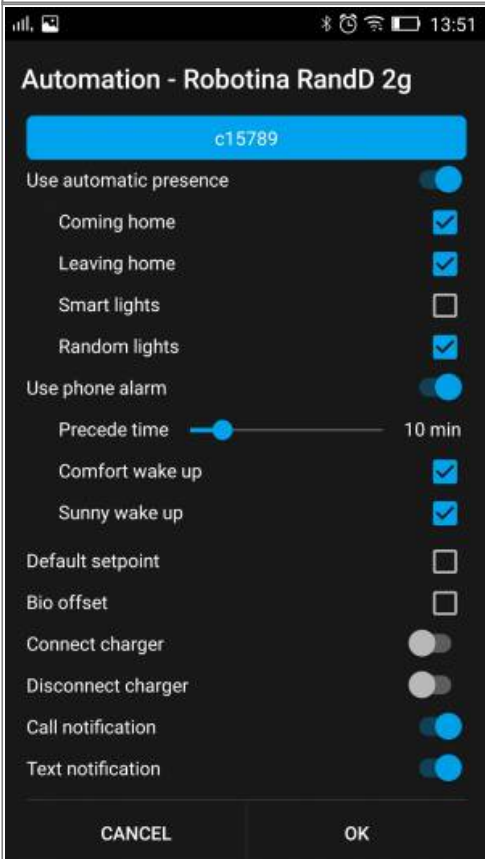 13:51
Automation - Robotina RandD 2g
c15789
Use automatic presence
Coming home
Leaving home
Smart lights
Random lights
Use phone alarm
Precede time 10 min
Comfort wake up
Sunny wake up
Default setpoint
Bio offset
Connect charger
Disconnect charger
Call notification
Text notification
CANCEL OK